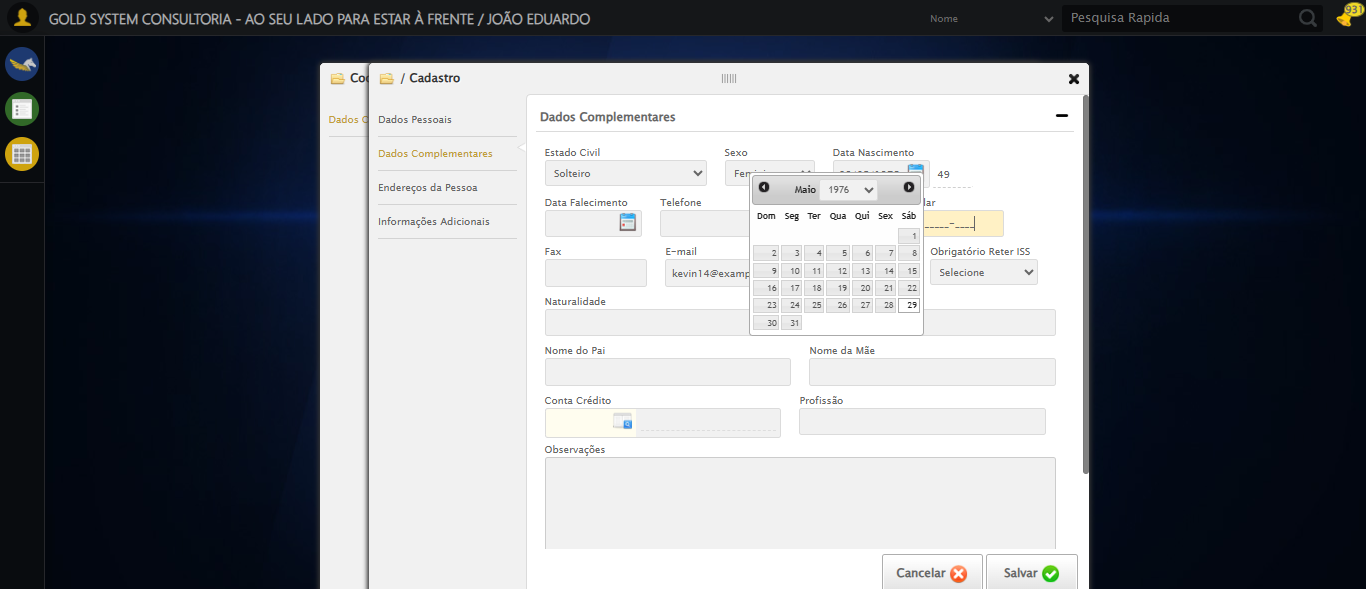 GOLD SYSTEM CONSULTORIA - AO SEU LADO PARA ESTAR À FRENTE / JOÃO EDUARDO
Nome
Pesquisa Rapida
931
/ Cadastro
Dados Pessoais
Dados Complementares
Endereços da Pessoa
Informações Adicionais
Dados Complementares
Estado Civil
Sexo
Data Nascimento
Solteiro
49
Data Falecimento
Telefone
Maio
1976
Dom Seg Ter Qua Qui Sex Sáb
1
2 3 4 5 6 7 8
9 10 11 12 13 14 15
16 17 18 19 20 21 22
23 24 25 26 27 28 29
30 31
_____-____
Fax
E-mail
Obrigatório Reter ISS
kevin14@examp
Selecione
Naturalidade
Nome do Pai
Nome da Mãe
Conta Crédito
Profissão
Observações
Cancelar
Salvar